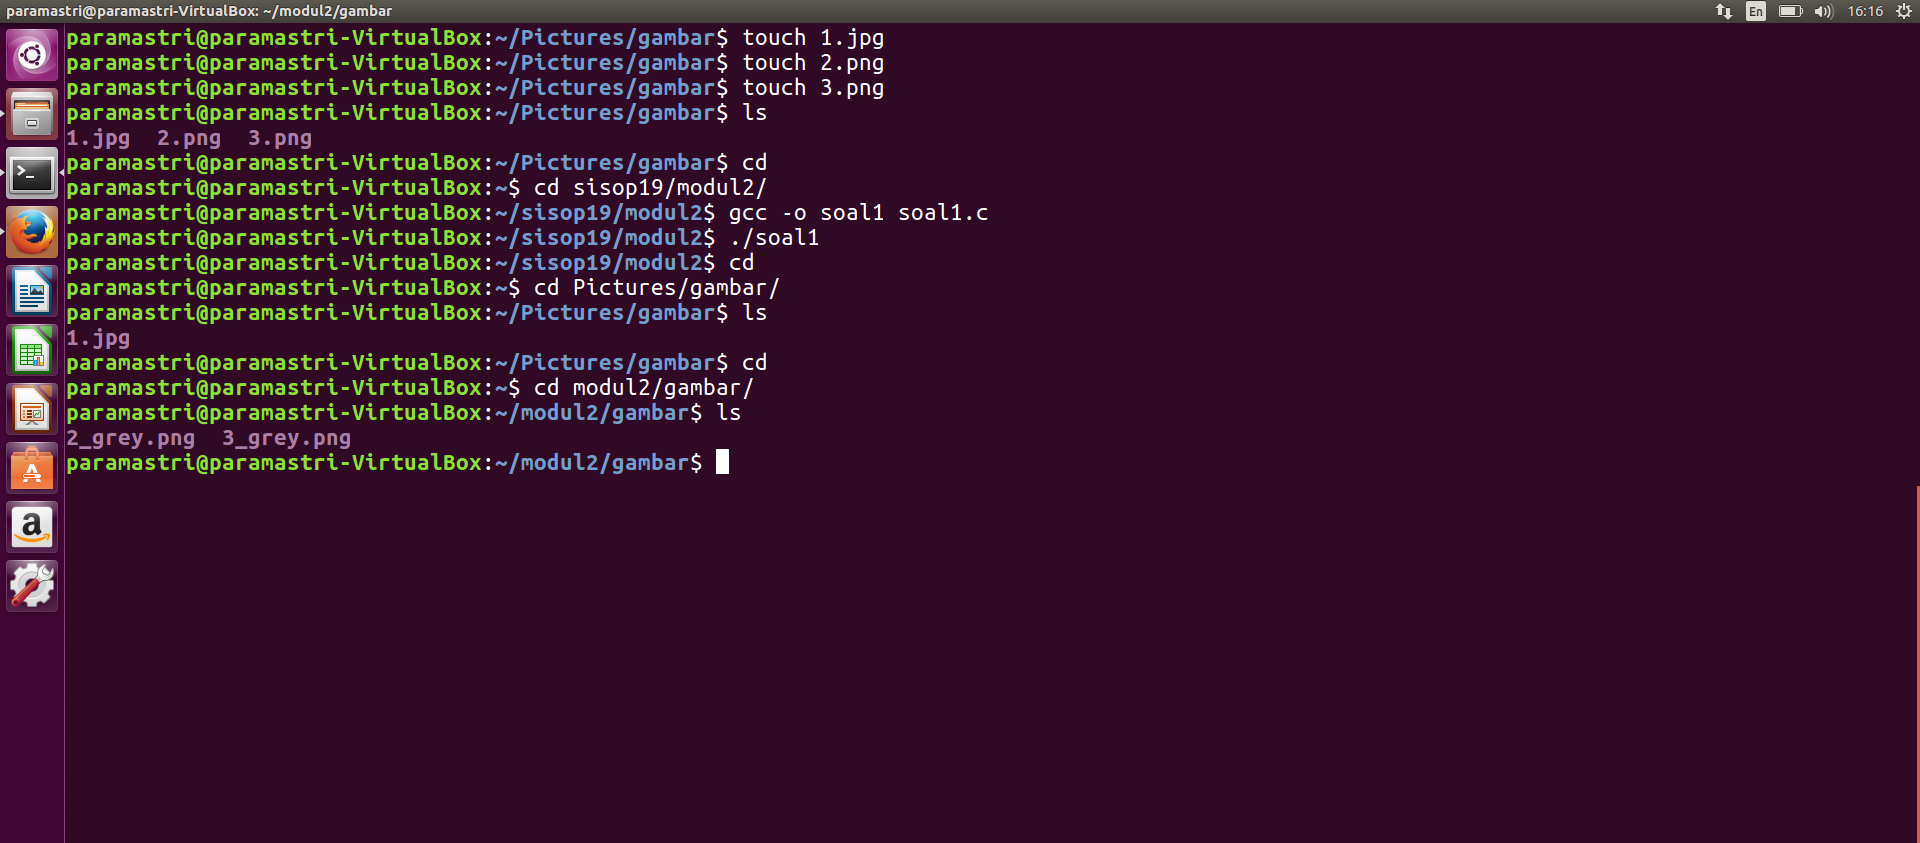 paramastri@paramastri-VirtualBox: ~/modul2/gambar
En
16:16
paramastri@paramastri-VirtualBox:~/Pictures/gambar$ touch 1.jpg
paramastri@paramastri-VirtualBox:~/Pictures/gambar$ touch 2.png
paramastri@paramastri-VirtualBox:~/Pictures/gambar$ touch 3.png
paramastri@paramastri-VirtualBox:~/Pictures/gambar$ ls
1.jpg  2.png  3.png
paramastri@paramastri-VirtualBox:~/Pictures/gambar$ cd
paramastri@paramastri-VirtualBox:~$ cd sisop19/modul2/
paramastri@paramastri-VirtualBox:~/sisop19/modul2$ gcc -o soal1 soal1.c
paramastri@paramastri-VirtualBox:~/sisop19/modul2$ ./soal1
paramastri@paramastri-VirtualBox:~/sisop19/modul2$ cd
paramastri@paramastri-VirtualBox:~$ cd Pictures/gambar/
paramastri@paramastri-VirtualBox:~/Pictures/gambar$ ls
1.jpg
paramastri@paramastri-VirtualBox:~/Pictures/gambar$ cd
paramastri@paramastri-VirtualBox:~$ cd modul2/gambar/
paramastri@paramastri-VirtualBox:~/modul2/gambar$ ls
2_grey.png  3_grey.png
paramastri@paramastri-VirtualBox:~/modul2/gambar$